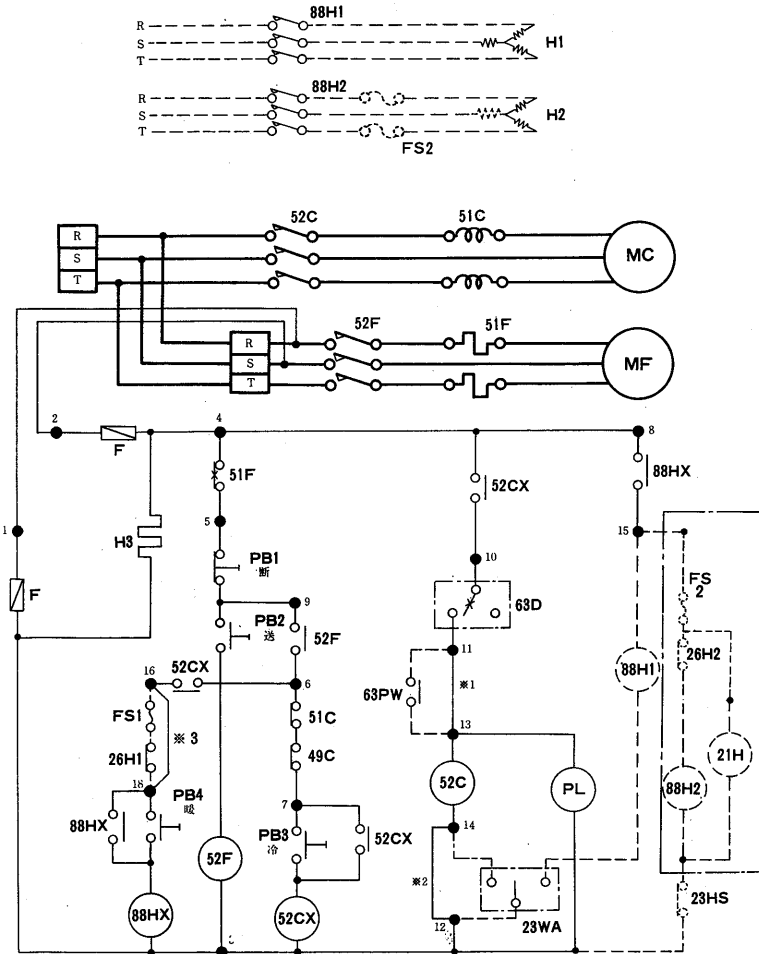 88H1
R
S
T
H1
88H2
R
S
T
H2
FS2
52C
51C
R
S
T
MC
52F
51F
R
S
T
MF
2
F
4
8
51F
88HX
52CX
1
5
15
H3
10
PB1
断
FS
2
F
9
63D
PB2
送
52F
26H2
52CX
11
88H1
16
6
63PW
※1
FS1
51C
21H
※3
13
26H1
49C
52C
PL
88H2
18
PB4
暖
7
88HX
PB3
冷
52CX
14
52F
※2
23HS
88HX
52CX
12
23WA